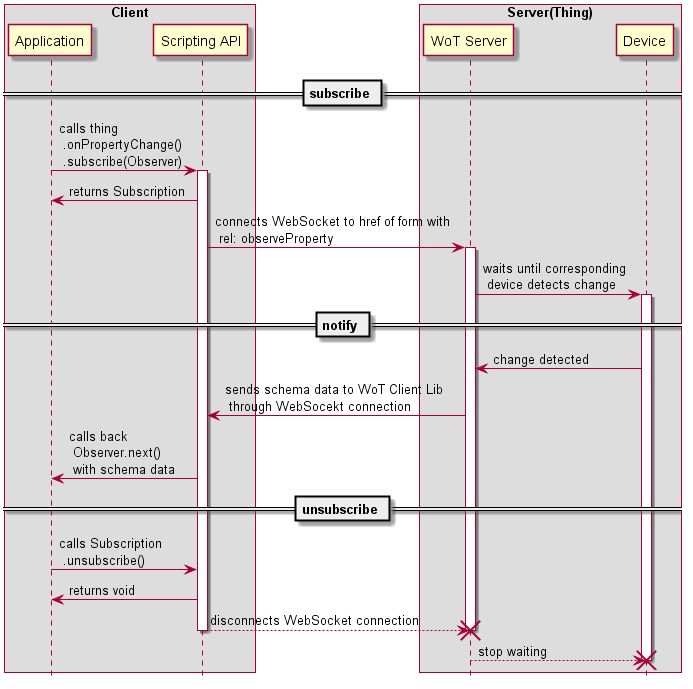 Client
Server(Thing)
Application
Scripting API
WoT Server
Device
subscribe
calls thing
.onPropertyChange()
.subscribe(Observer)
returns Subscription
connects WebSocket to href of form with
rel: observeProperty
waits until corresponding
device detects change
notify
change detected
sends schema data to WoT Client Lib
through WebSocekt connection
calls back
Observer.next()
with schema data
unsubscribe
calls Subscription
.unsubscribe()
returns void
disconnects WebSocket connection
stop waiting